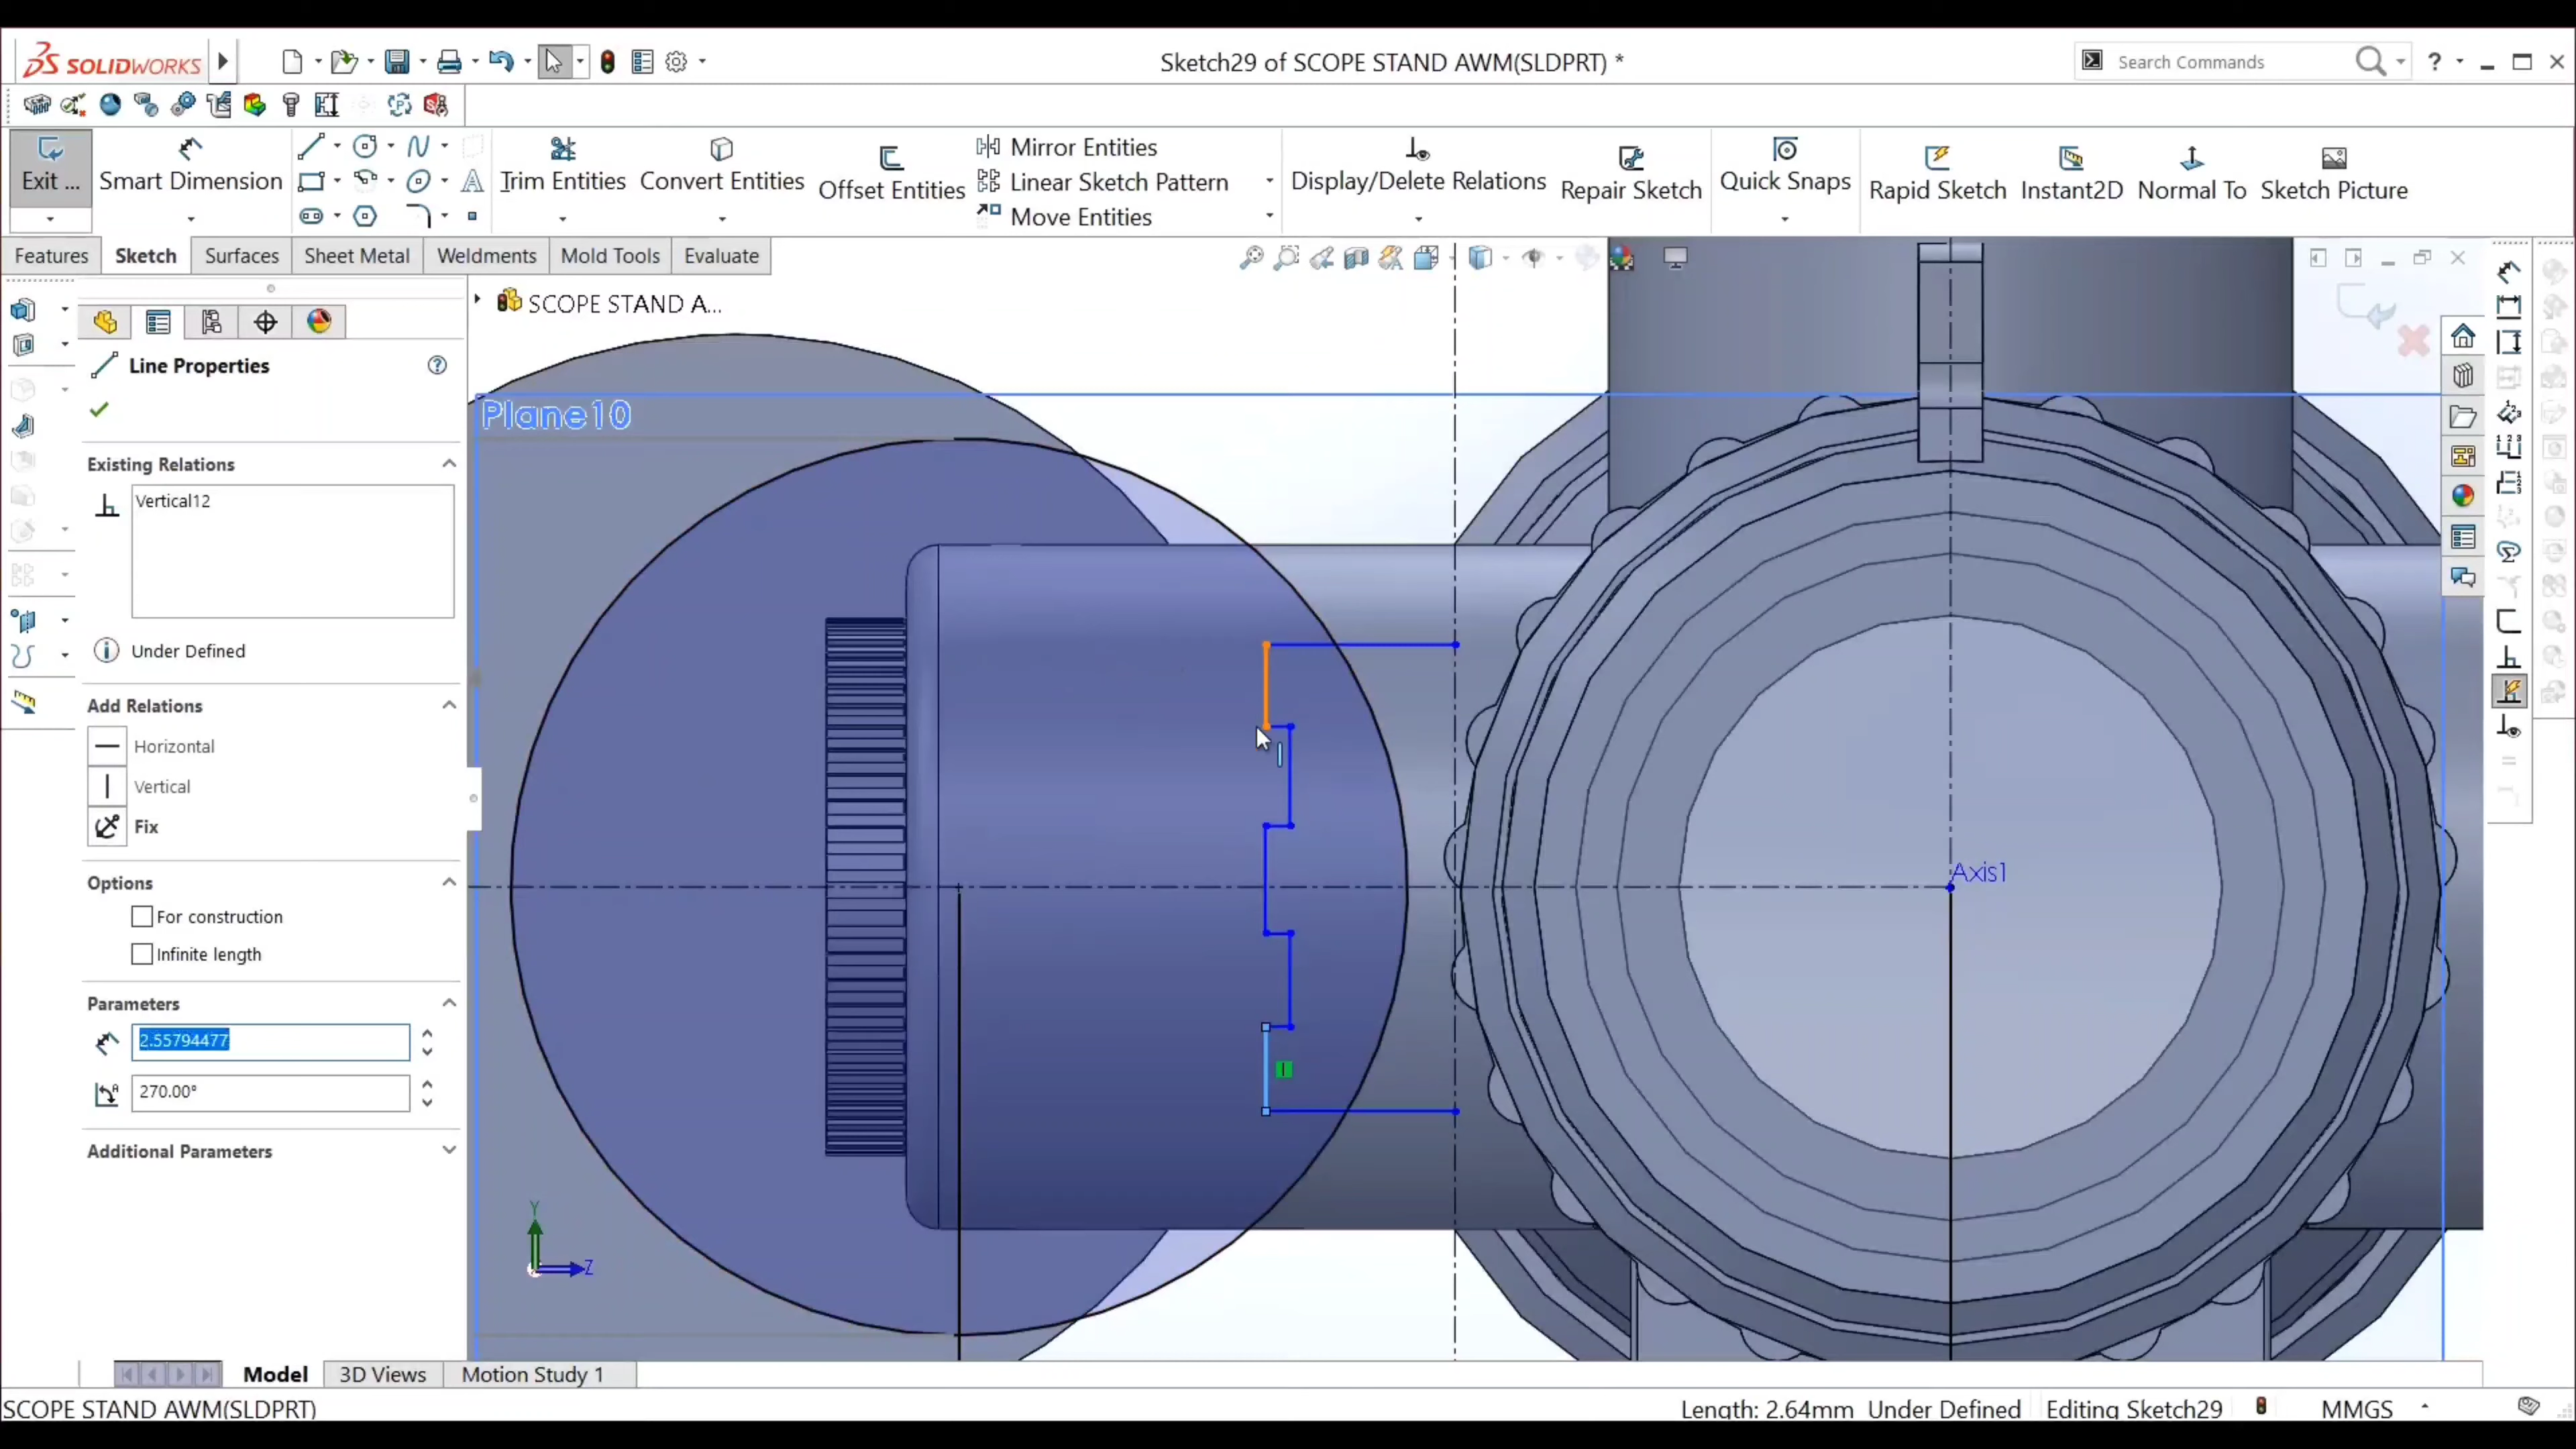 SOLIDWORKS
Sketch29 of SCOPE STAND AWM(SLDPRT) *
Search Commands
Exit ...
Smart Dimension
Trim Entities
Convert Entities
Offset Entities
Mirror Entities
Linear Sketch Pattern
Move Entities
Display/Delete Relations
Repair Sketch
Quick Snaps
Rapid Sketch
Instant2D
Normal To
Sketch Picture
Features
Sketch
Surfaces
Sheet Metal
Weldments
Mold Tools
Evaluate
SCOPE STAND A...
Line Properties
Plane10
Existing Relations
Vertical12
Under Defined
Add Relations
Horizontal
Vertical
Fix
Axis1
Options
For construction
Infinite length
Parameters
2.55794477
270.00°
Additional Parameters
Y
Z
Model
3D Views
Motion Study 1
SCOPE STAND AWM(SLDPRT)
Length: 2.64mm
Under Defined
Editing Sketch29
MMGS